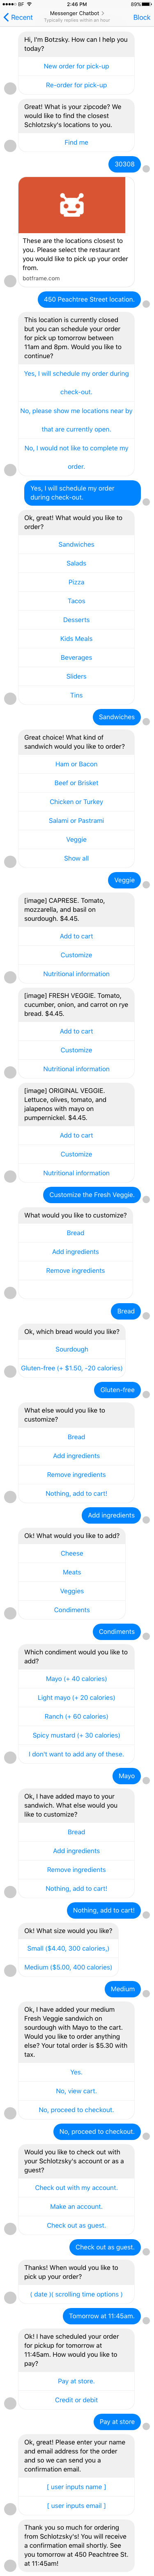 BF 2:46 PM 89%
Recent Messenger Chatbot > Block
Typically replies within an hour
Hi, I'm Botzsky. How can I help you
today?
New order for pick-up
Re-order for pick-up
Great! What is your zipcode? We
would like to find the closest
Schlotzsky's locations to you.
Find me
30308
These are the locations closest to
you. Please select the restaurant
you would like to pick up your order
from.
botframe.com
450 Peachtree Street location.
This location is currently closed
but you can schedule your order
for pick up tomorrow between
11am and 8pm. Would you like to
continue?
Yes, I will schedule my order during
check-out.
No, please show me locations near by
that are currently open.
No, I would not like to complete my
order.
Yes, I will schedule my order
during check-out.
Ok, great! What would you like to
order?
Sandwiches
Salads
Pizza
Tacos
Desserts
Kids Meals
Beverages
Sliders
Tins
Sandwiches
Great choice! What kind of
sandwich would you like to order?
Ham or Bacon
Beef or Brisket
Chicken or Turkey
Salami or Pastrami
Veggie
Show all
Veggie
[image] CAPRESE. Tomato,
mozzarella, and basil on
sourdough. $4.45.
Add to cart
Customize
Nutritional information
[image] FRESH VEGGIE. Tomato,
cucumber, onion, and carrot on rye
bread. $4.45.
Add to cart
Customize
Nutritional information
[image] ORIGINAL VEGGIE.
Lettuce, olives, tomato, and
jalapenos with mayo on
pumpernickel. $4.45.
Add to cart
Customize
Nutritional information
Customize the Fresh Veggie.
What would you like to customize?
Bread
Add ingredients
Remove ingredients
Bread
Ok, which bread would you like?
Sourdough
Gluten-free (+ $1.50, -20 calories)
Gluten-free
What else would you like to
customize?
Bread
Add ingredients
Remove ingredients
Nothing, add to cart!
Add ingredients
Ok! What would you like to add?
Cheese
Meats
Veggies
Condiments
Condiments
Which condiment would you like to
add?
Mayo (+ 40 calories)
Light mayo (+ 20 calories)
Ranch (+ 60 calories)
Spicy mustard (+ 30 calories)
I don't want to add any of these.
Mayo
Ok, I have added mayo to your
sandwich. What else would you
like to customize?
Bread
Add ingredients
Remove ingredients
Nothing, add to cart!
Nothing, add to cart!
Ok! What size would you like?
Small ($4.40, 300 calories,)
Medium ($5.00, 400 calories)
Medium
Ok, I have added your medium
Fresh Veggie sandwich on
sourdough with Mayo to the cart.
Would you like to order anything
else? Your total order is $5.30 with
tax.
Yes.
No, view cart.
No, proceed to checkout.
No, proceed to checkout.
Would you like to check out with
your Schlotzsky's account or as a
guest?
Check out with my account.
Make an account.
Check out as guest.
Check out as guest.
Thanks! When would you like to
pick up your order?
( date )( scrolling time options )
Tomorrow at 11:45am.
Ok! I have scheduled your order
for pickup for tomorrow at
11:45am. How would you like to
pay?
Pay at store.
Credit or debit
Pay at store
Ok, great! Please enter your name
and email address for the order
and so we can send you a
confirmation email.
[ user inputs name ]
[ user inputs email ]
Thank you so much for ordering
from Schlotzsky's! You will receive
a confirmation email shortly. See
you tomorrow at 450 Peachtree St.
at 11:45am!